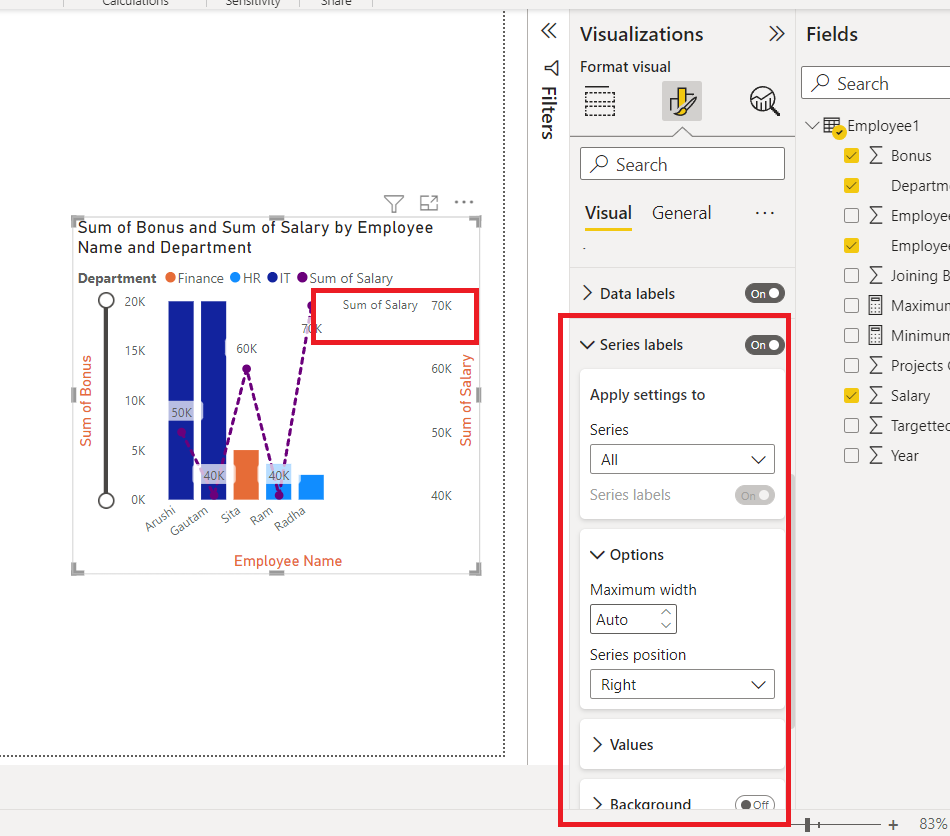 Calculations
Sensitivity
Share
Filters
Visualizations
Format visual
Search
Visual
General
Data labels
On
Series labels
On
Apply settings to
Series
All
Series labels
On
Options
Maximum width
Auto
Series position
Right
Values
Background
Off
Fields
Search
Employee1
Bonus
Departm
Employe
Employe
Joining B
Maximum
Minimum
Projects
Salary
Targetted
Year
Sum of Bonus and Sum of Salary by Employee
Name and Department
Department Finance HR IT Sum of Salary
Sum of Bonus
20K
15K
10K
5K
0K
50K
40K
60K
40K
70K
Sum of Salary
70K
60K
50K
40K
Sum of Salary
Arushi
Gautam
Sita
Ram
Radha
Employee Name
83%